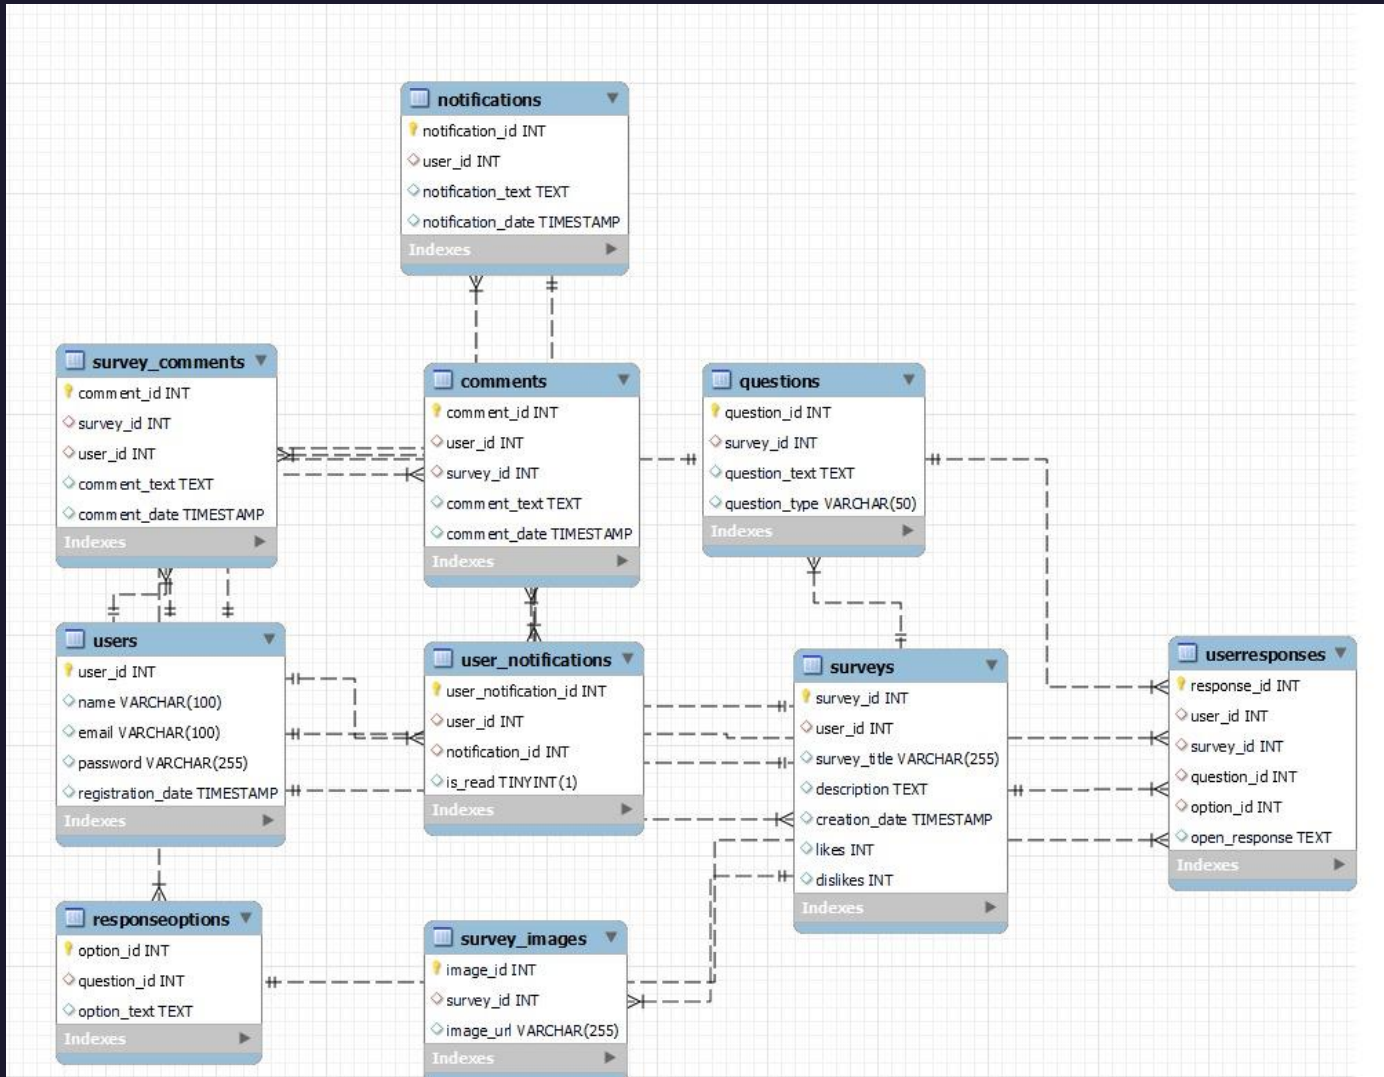 notifications
notification_id INT
user_id INT
notification_text TEXT
notification_date TIMESTAMP
Indexes
survey_comments
comment_id INT
survey_id INT
user_id INT
comment_text TEXT
comment_date TIMESTAMP
Indexes
comments
comment_id INT
user_id INT
survey_id INT
comment_text TEXT
comment_date TIMESTAMP
Indexes
questions
question_id INT
survey_id INT
question_text TEXT
question_type VARCHAR(50)
Indexes
users
user_id INT
name VARCHAR(100)
email VARCHAR(100)
password VARCHAR(255)
registration_date TIMESTAMP
Indexes
user_notifications
user_notification_id INT
user_id INT
notification_id INT
is_read TINYINT(1)
Indexes
surveys
survey_id INT
user_id INT
survey_title VARCHAR(255)
description TEXT
creation_date TIMESTAMP
likes INT
dislikes INT
Indexes
userresponses
response_id INT
user_id INT
survey_id INT
question_id INT
option_id INT
open_response TEXT
Indexes
responseoptions
option_id INT
question_id INT
option_text TEXT
Indexes
survey_images
image_id INT
survey_id INT
image_url VARCHAR(255)
Indexes